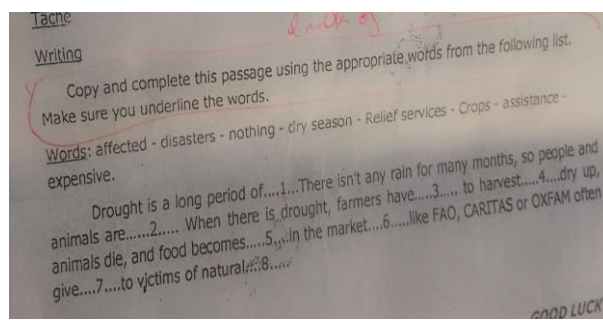 Tache
Writing
Copy and complete this passage using the appropriate words from the following list.
Make sure you underline the words.
Words: affected - disasters - nothing - dry season - Relief services - Crops - assistance -
expensive.
Drought is a long period of....1...There isn't any rain for many months, so people and
animals are......2..... When there is drought, farmers have.....3..... to harvest.....4....dry up,
animals die, and food becomes.....5....in the market....6.....like FAO, CARITAS or OXFAM often
give....7....to victims of natural....8.....
GOOD LUCK